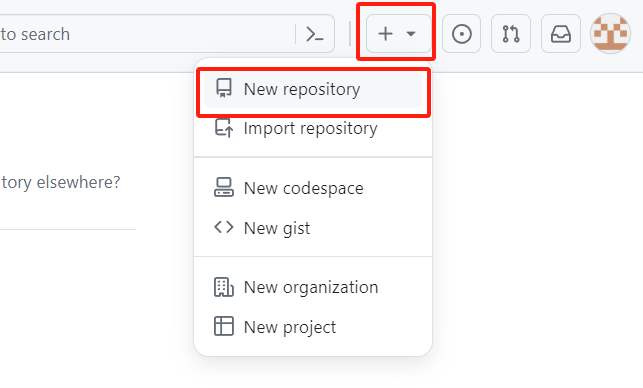 to search
New repository
Import repository
tory elsewhere?
New codespace
New gist
New organization
New project